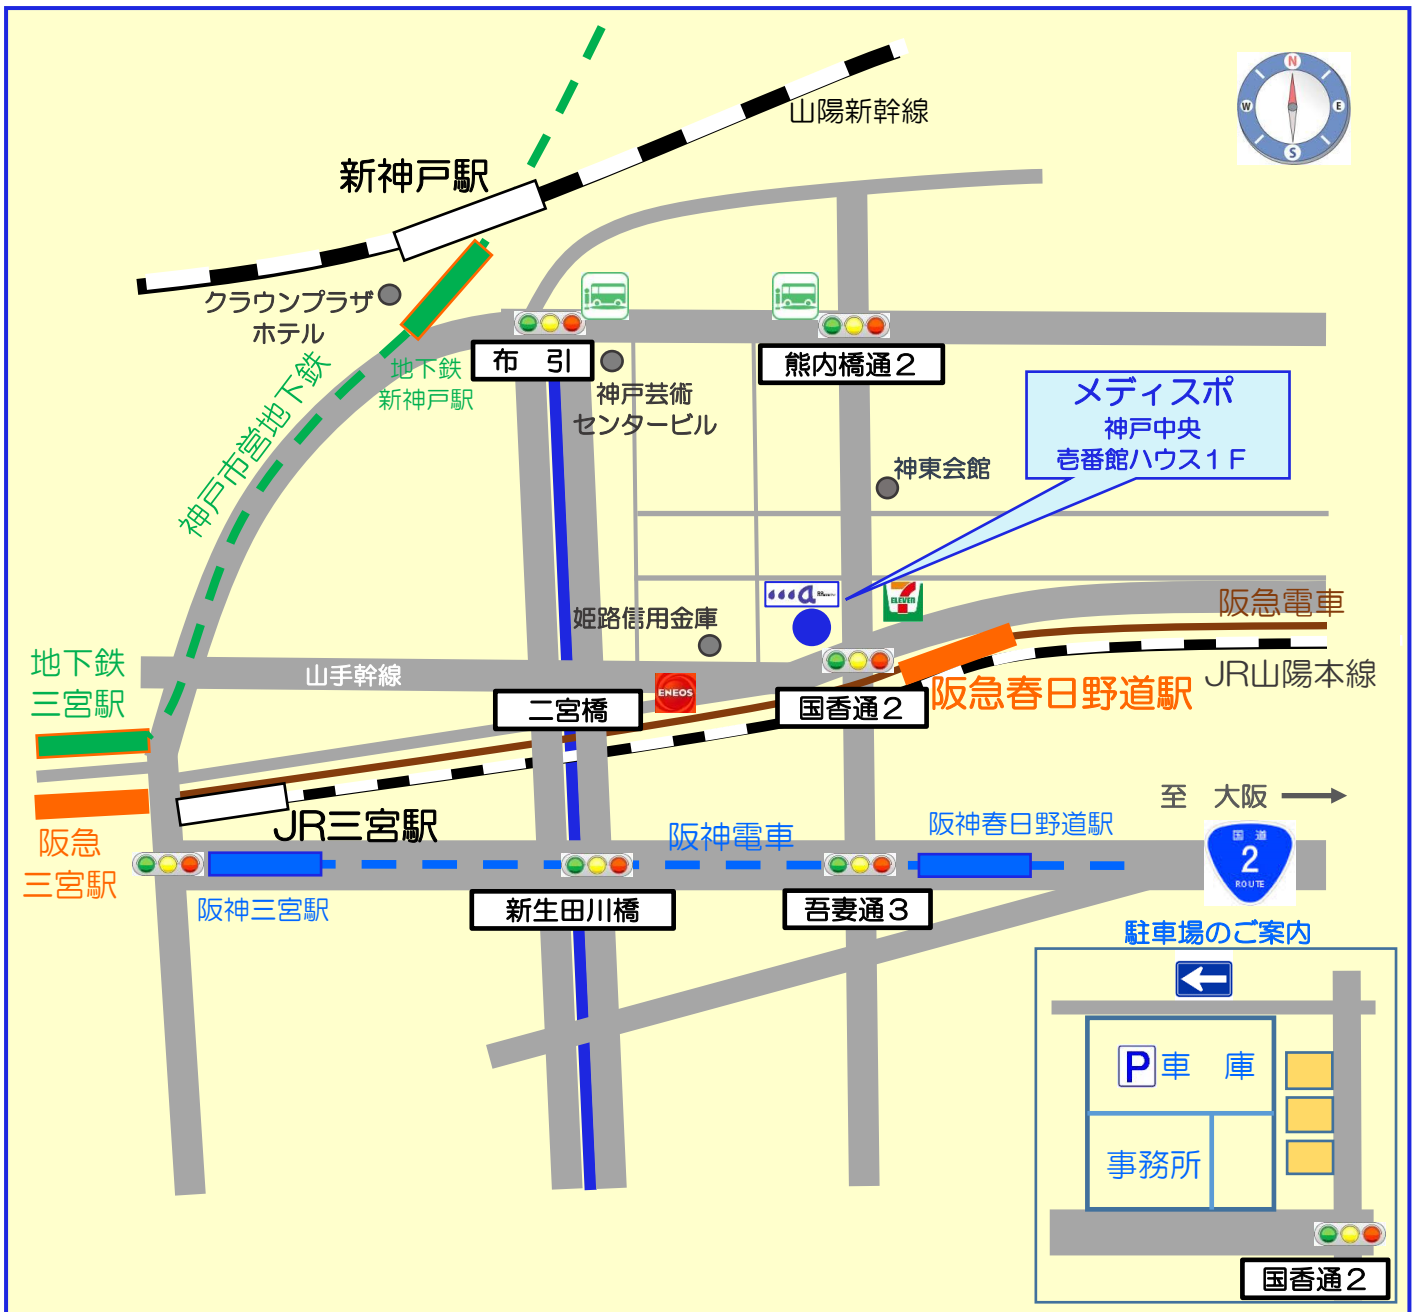 N
W
E
S
山陽新幹線
新神戸駅
クラウンプラザ
ホテル
地下鉄
新神戸駅
神戸市営地下鉄
布 引
熊内橋通2
神戸芸術
センタービル
メディスポ
神戸中央
壱番館ハウス1F
神東会館
a
ELEVEN
姫路信用金庫
阪急電車
JR山陽本線
地下鉄
三宮駅
山手幹線
ENEOS
二宮橋
国香通2
阪急春日野道駅
至 大阪
JR三宮駅
阪急
三宮駅
阪神電車
阪神春日野道駅
国道
2
ROUTE
阪神三宮駅
新生田川橋
吾妻通3
駐車場のご案内
P 車 庫
事務所
国香通2